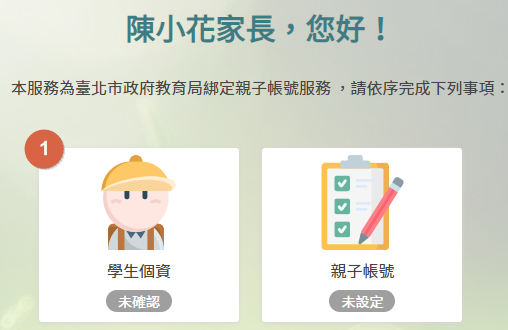 陳小花家長，您好！
本服務為臺北市政府教育局綁定親子帳號服務 ，請依序完成下列事項：
1
學生個資
未確認
親子帳號
未設定